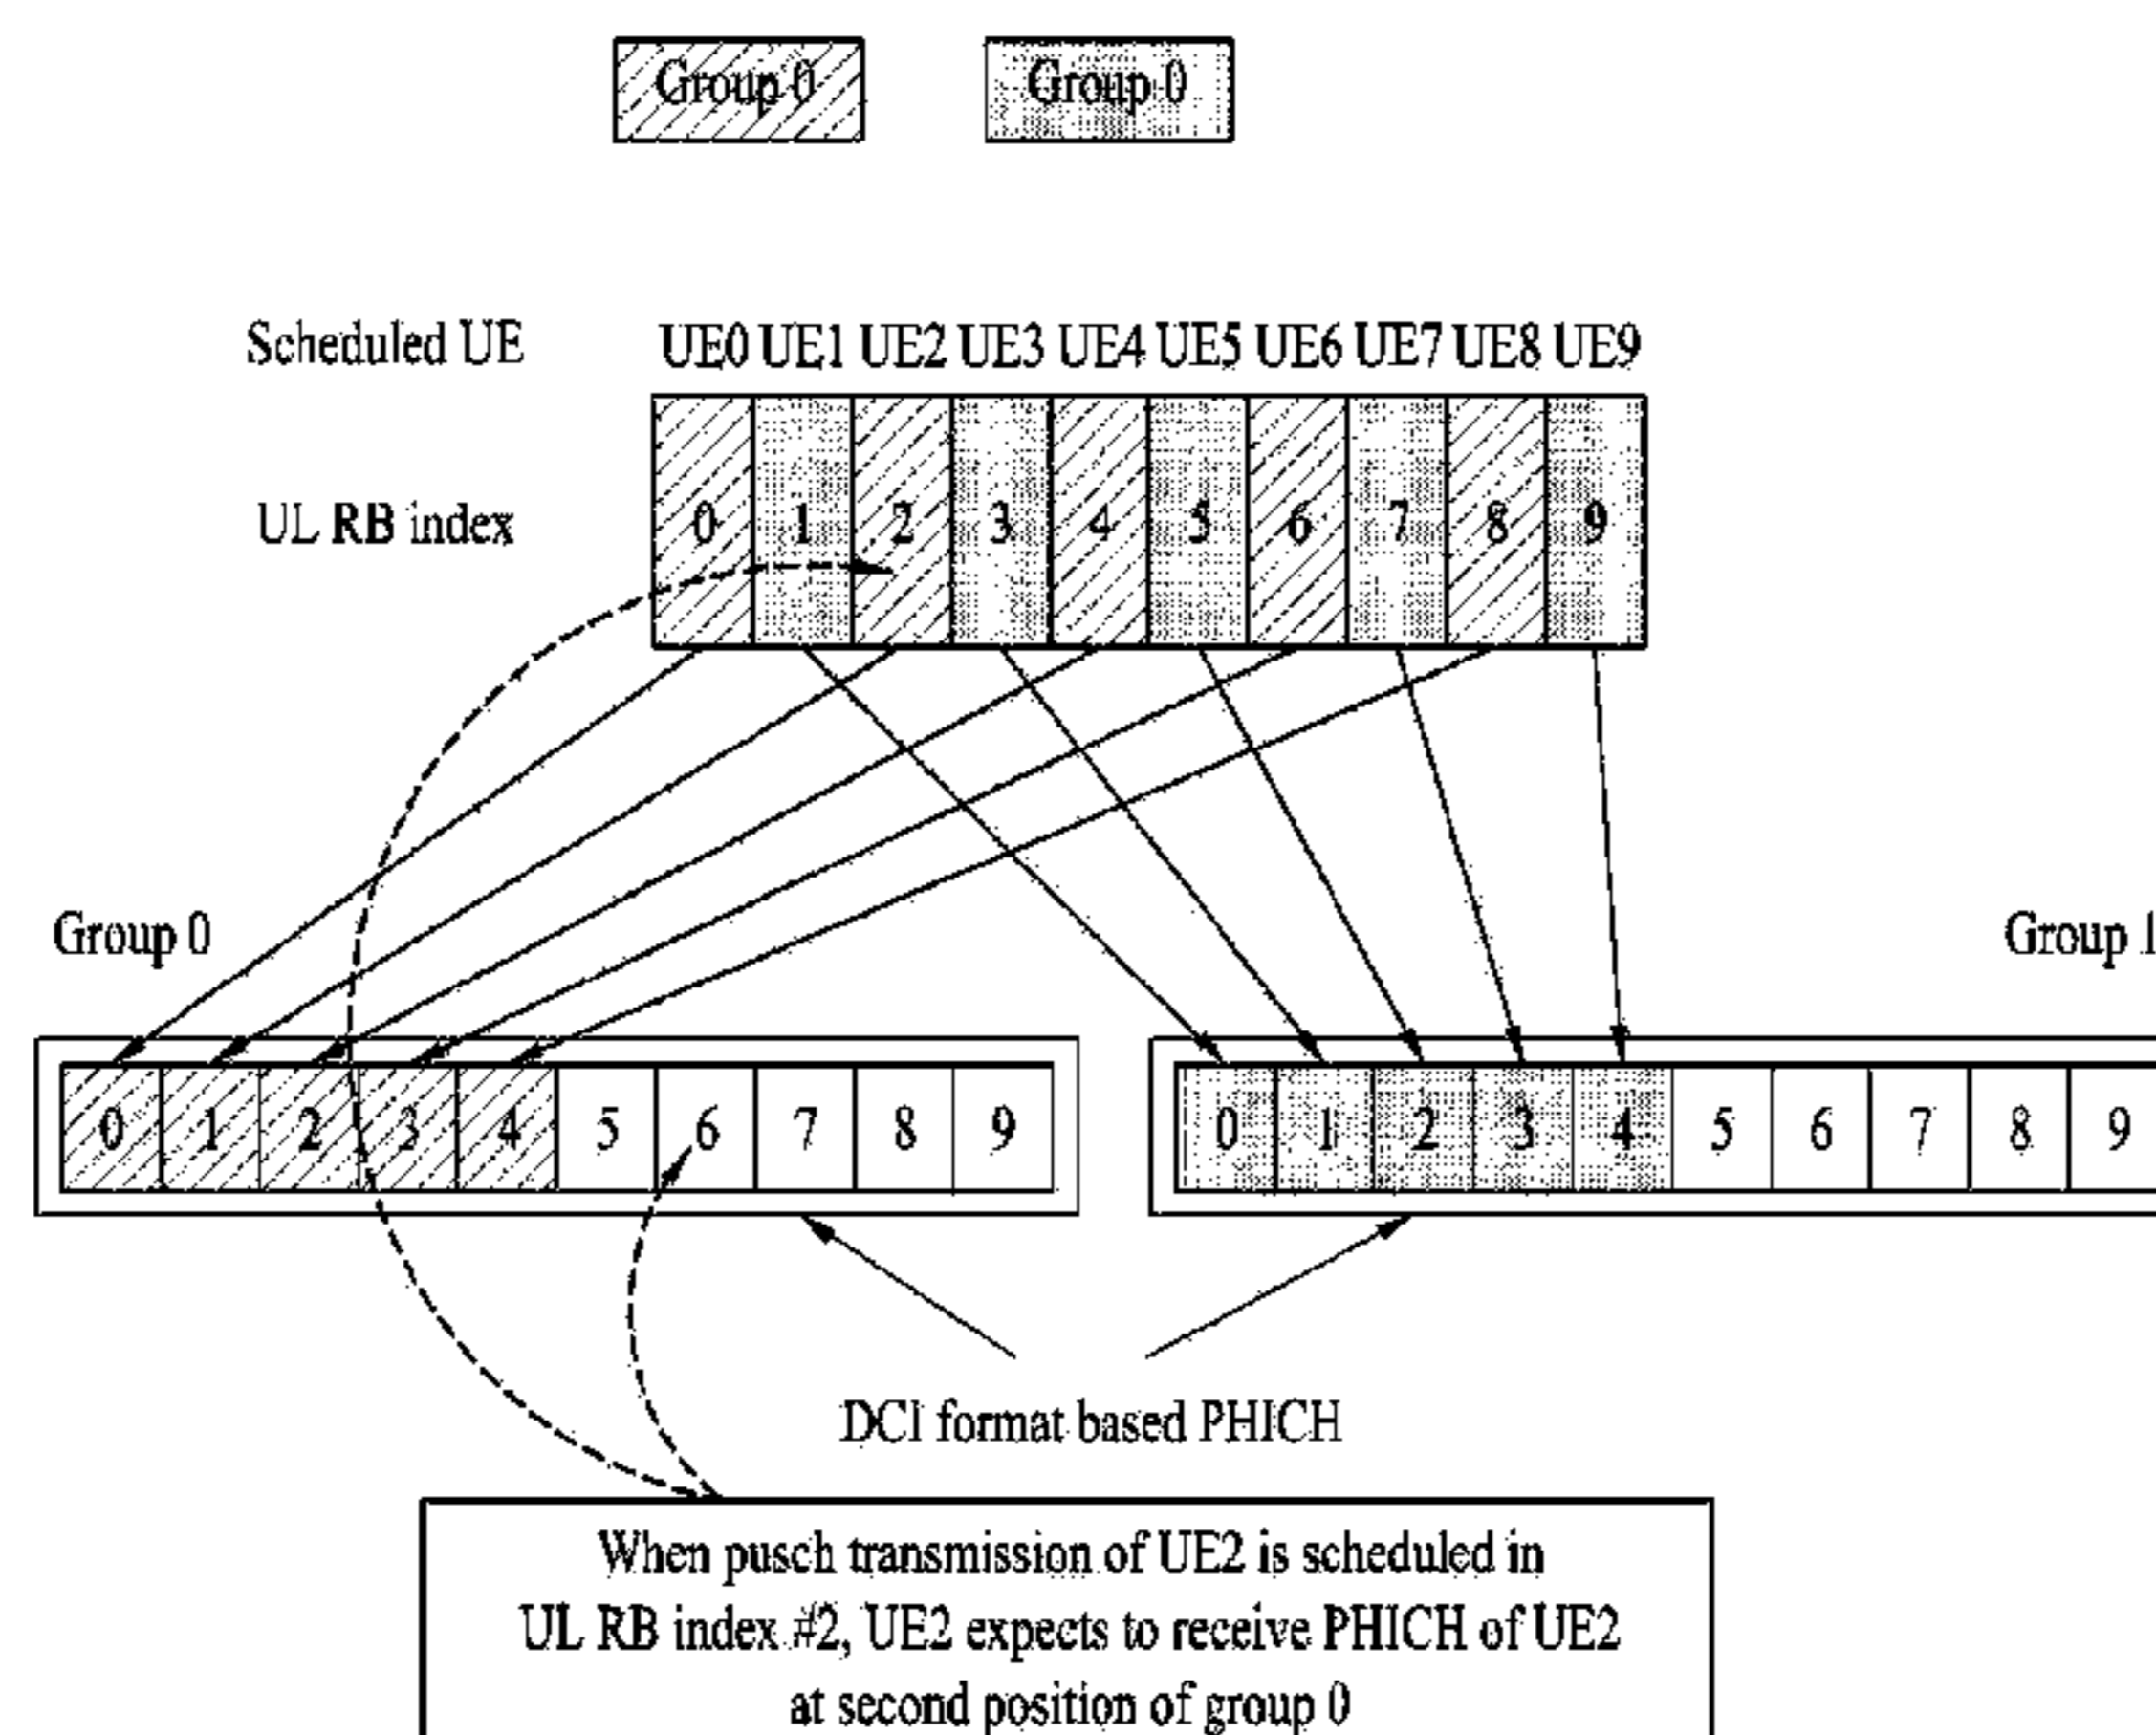 Group 0 Group 0
Scheduled UE UE0 UE1 UE2 UE3 UE4 UE5 UE6 UE7 UE8 UE9
UL RB index 0 1 2 3 4 5 6 7 8 9
Group 0 Group 1
0 1 2 3 4 5 6 7 8 9 0 1 2 3 4 5 6 7 8 9
DCI format based PHICH
When pusch transmission of UE2 is scheduled in
UL RB index #2, UE2 expects to receive PHICH of UE2
at second position of group 0